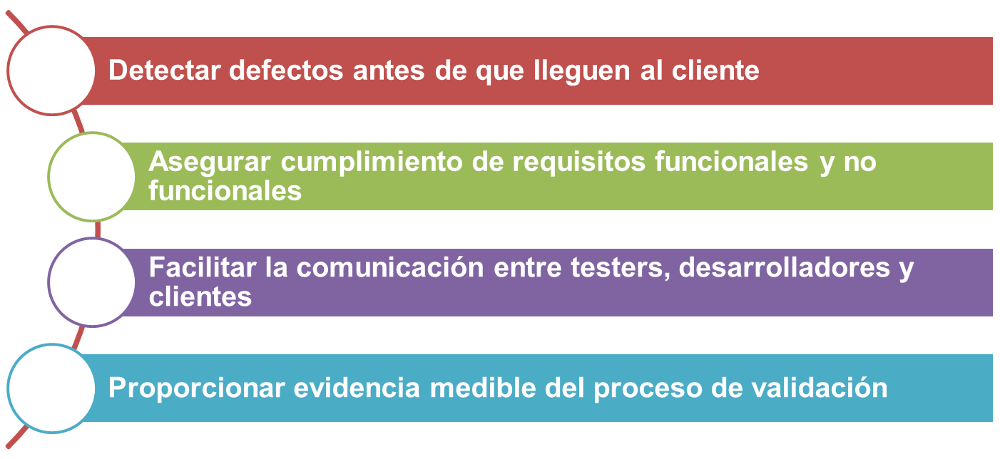 Detectar defectos antes de que lleguen al cliente
Asegurar cumplimiento de requisitos funcionales y no
funcionales
Facilitar la comunicación entre testers, desarrolladores y
clientes
Proporcionar evidencia medible del proceso de validación